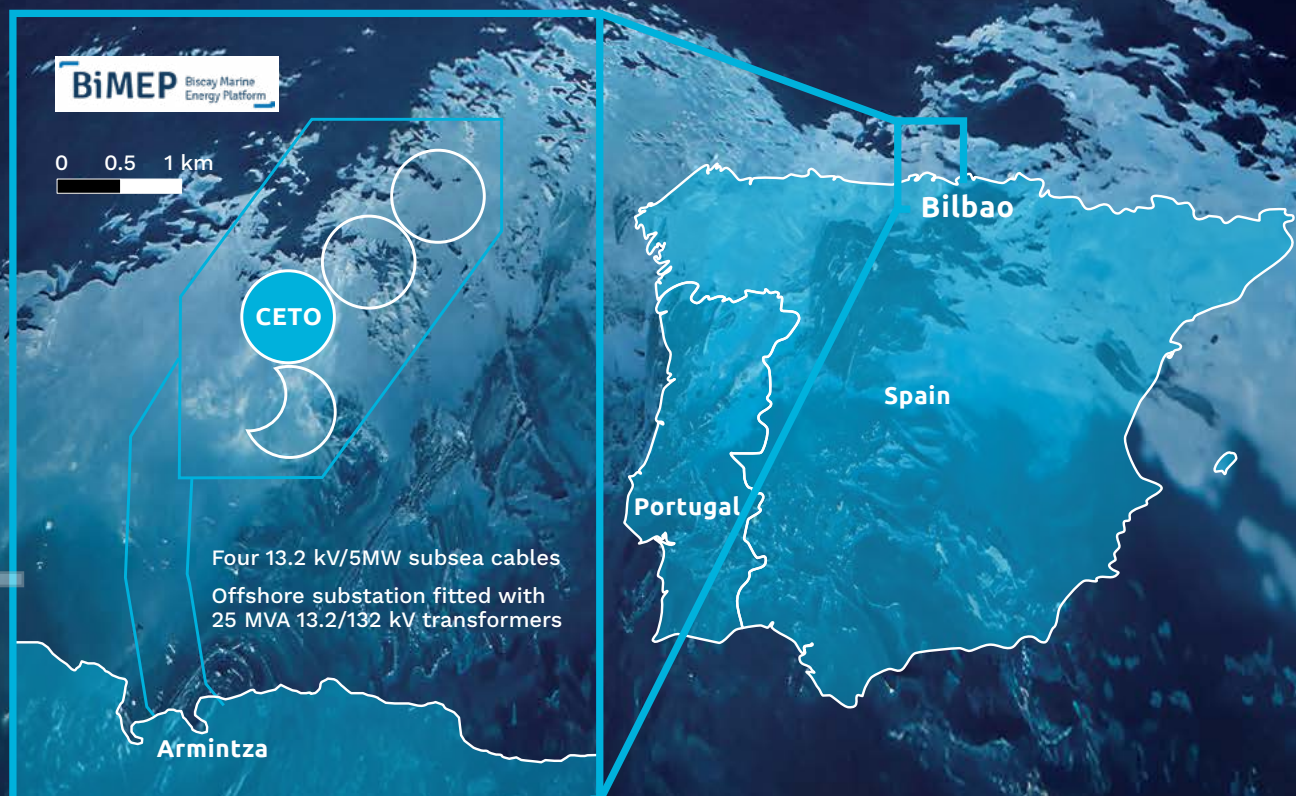 BiMEP Biscay Marine
Energy Platform
0 0.5 1 km
CETO
Four 13.2 kV/5MW subsea cables
Offshore substation fitted with
25 MVA 13.2/132 kV transformers
Armintza
Bilbao
Spain
Portugal